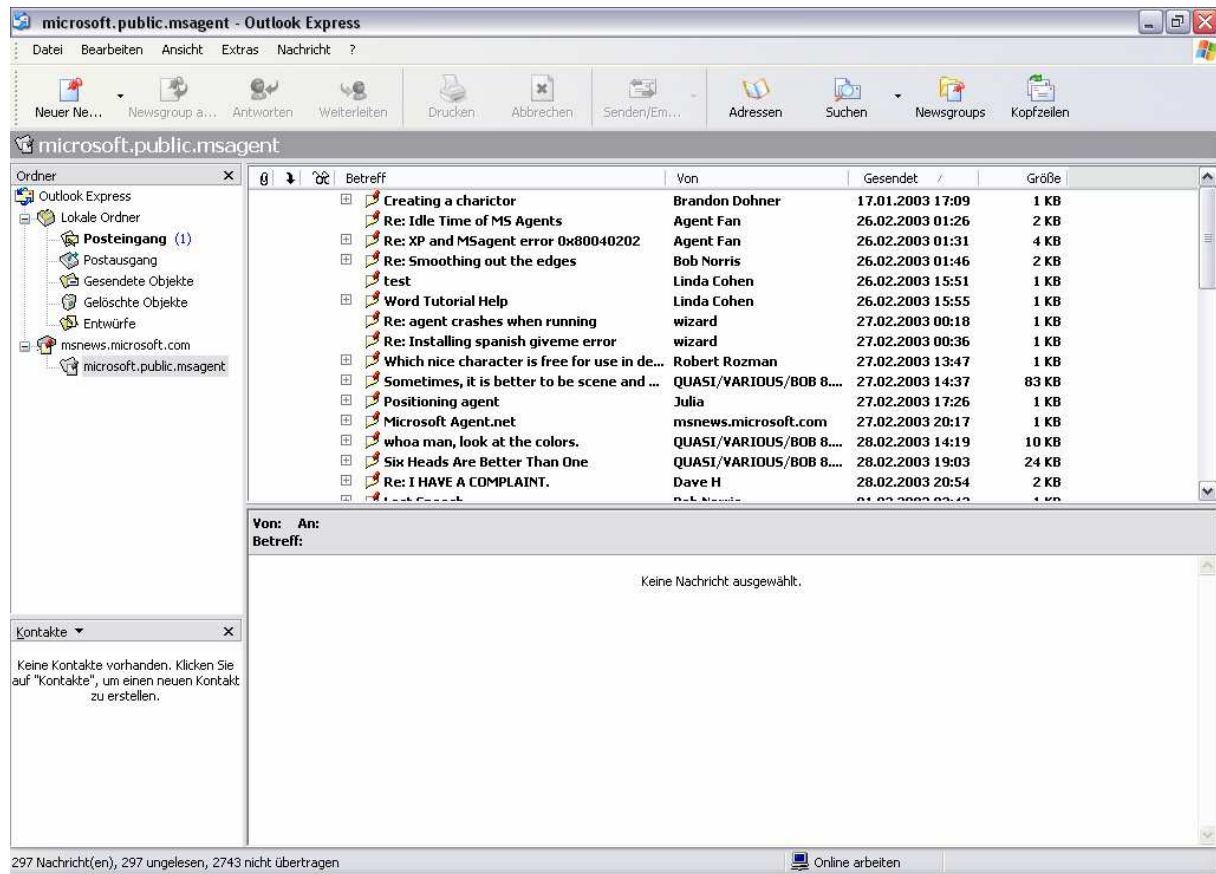 microsoft.public.msagent - Outlook Express
Datei Bearbeiten Ansicht Extras Nachricht ?
Neuer Ne... Newsgroup a... Antworten Weiterleiten Drucken Abbrechen Senden/Em... Adressen Suchen Newsgroups Kopfzeilen
microsoft.public.msagent
Ordner
Outlook Express
Lokale Ordner
Posteingang (1)
Postausgang
Gesendete Objekte
Gelöschte Objekte
Entwürfe
msnews.microsoft.com
microsoft.public.msagent
Betreff Von Gesendet Größe
Creating a charictor Brandon Dohner 17.01.2003 17:09 1 KB
Re: Idle Time of MS Agents Agent Fan 26.02.2003 01:26 2 KB
Re: XP and MSagent error 0x80040202 Agent Fan 26.02.2003 01:31 4 KB
Re: Smoothing out the edges Bob Norris 26.02.2003 01:46 2 KB
test Linda Cohen 26.02.2003 15:51 1 KB
Word Tutorial Help Linda Cohen 26.02.2003 15:55 1 KB
Re: agent crashes when running wizard 27.02.2003 00:18 1 KB
Re: Installing spanish giveme error wizard 27.02.2003 00:36 1 KB
Which nice character is free for use in de... Robert Rozman 27.02.2003 13:47 1 KB
Sometimes, it is better to be scene and ... QUASI/VARIOUS/BOB 8.... 27.02.2003 14:37 83 KB
Positioning agent Julia 27.02.2003 17:26 1 KB
Microsoft Agent.net msnews.microsoft.com 27.02.2003 20:17 1 KB
whoa man, look at the colors. QUASI/VARIOUS/BOB 8.... 28.02.2003 14:19 10 KB
Six Heads Are Better Than One QUASI/VARIOUS/BOB 8.... 28.02.2003 19:03 24 KB
Re: I HAVE A COMPLAINT. Dave H 28.02.2003 20:54 2 KB
Von: An:
Betreff:
Keine Nachricht ausgewählt.
Kontakte
Keine Kontakte vorhanden. Klicken Sie
auf "Kontakte", um einen neuen Kontakt
zu erstellen.
297 Nachricht(en), 297 ungelesen, 2743 nicht übertragen
Online arbeiten